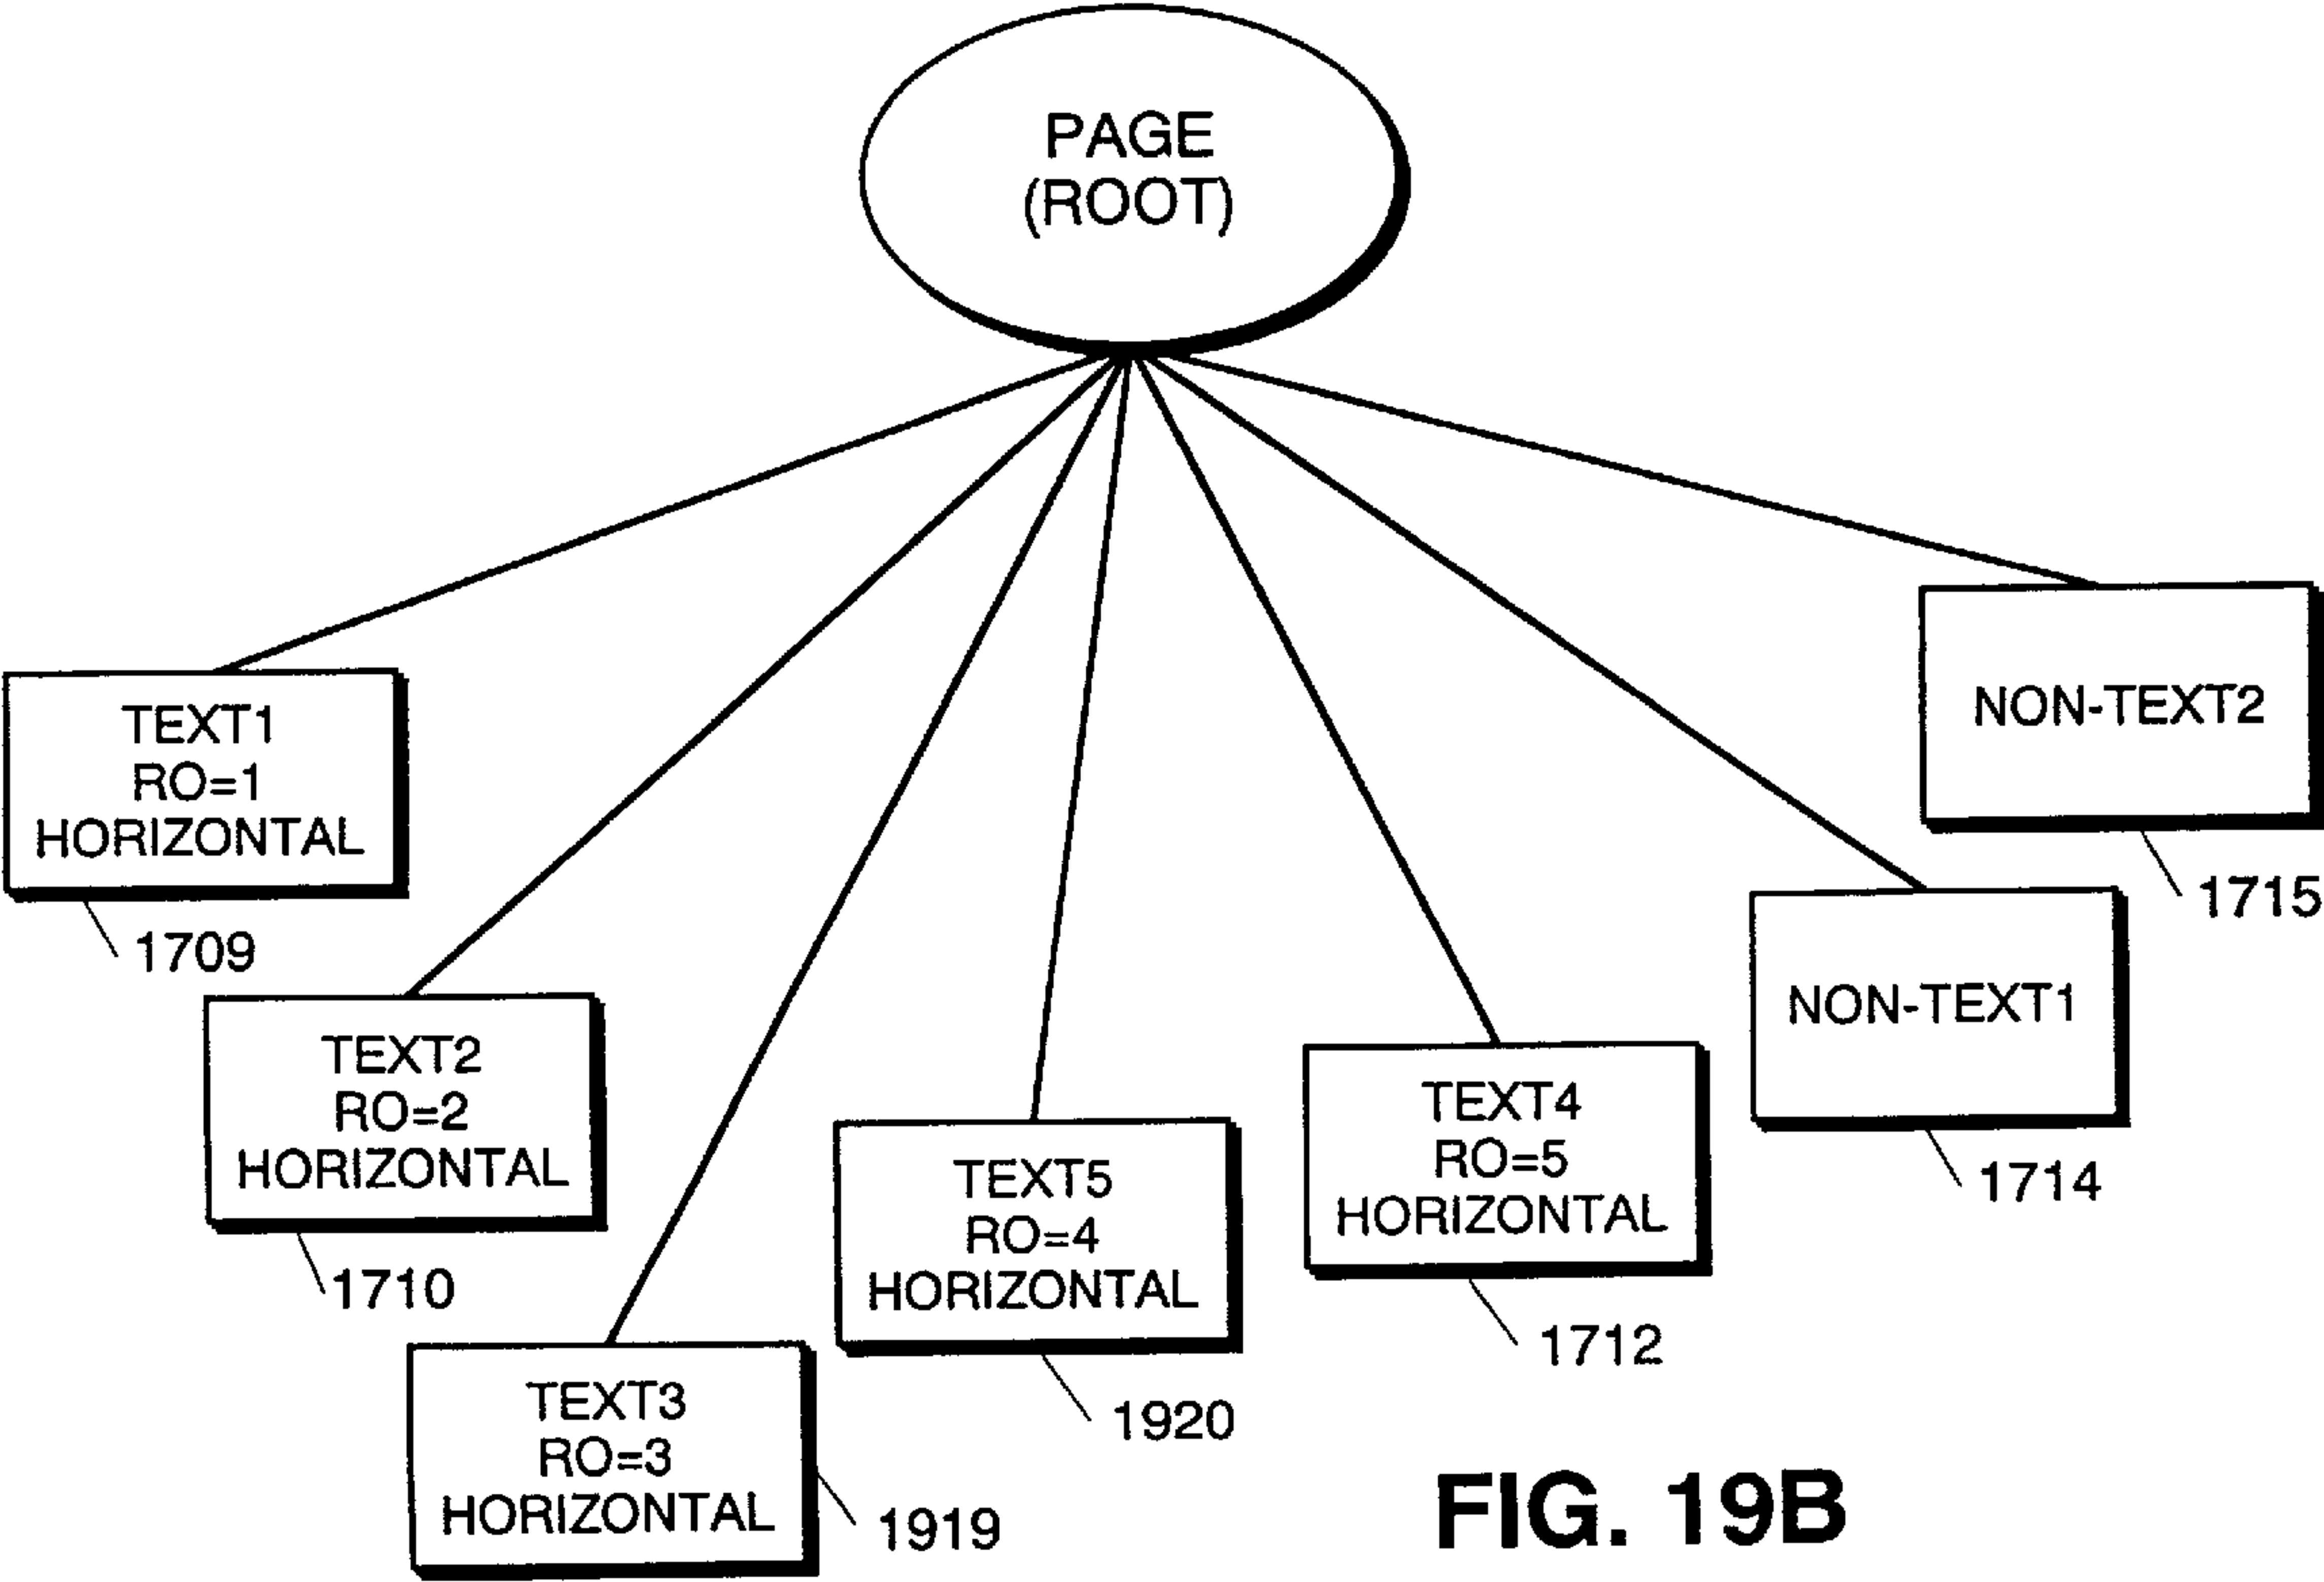 PAGE
(ROOT)
TEXT1
RO=1
HORIZONTAL
1709
TEXT2
RO=2
HORIZONTAL
1710
TEXT3
RO=3
HORIZONTAL
1919
TEXT5
RO=4
HORIZONTAL
1920
TEXT4
RO=5
HORIZONTAL
1712
NON-TEXT1
1714
NON-TEXT2
1715
FIG. 19B